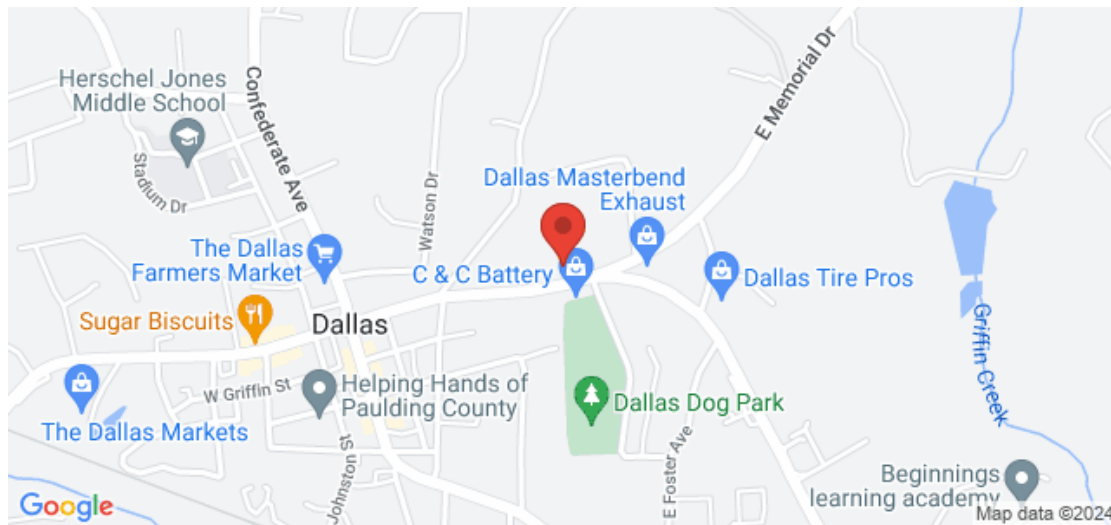 Herschel Jones
Middle School
Confederate Ave
Stadium Dr
Watson Dr
E Memorial Dr
Dallas Masterbend
Exhaust
The Dallas
Farmers Market
C & C Battery
Dallas Tire Pros
Sugar Biscuits
Dallas
Griffin Creek
W Griffin St
Helping Hands of
Paulding County
Dallas Dog Park
The Dallas Markets
Johnston St
E Foster Ave
Beginnings
learning academy
Google
Map data ©2024